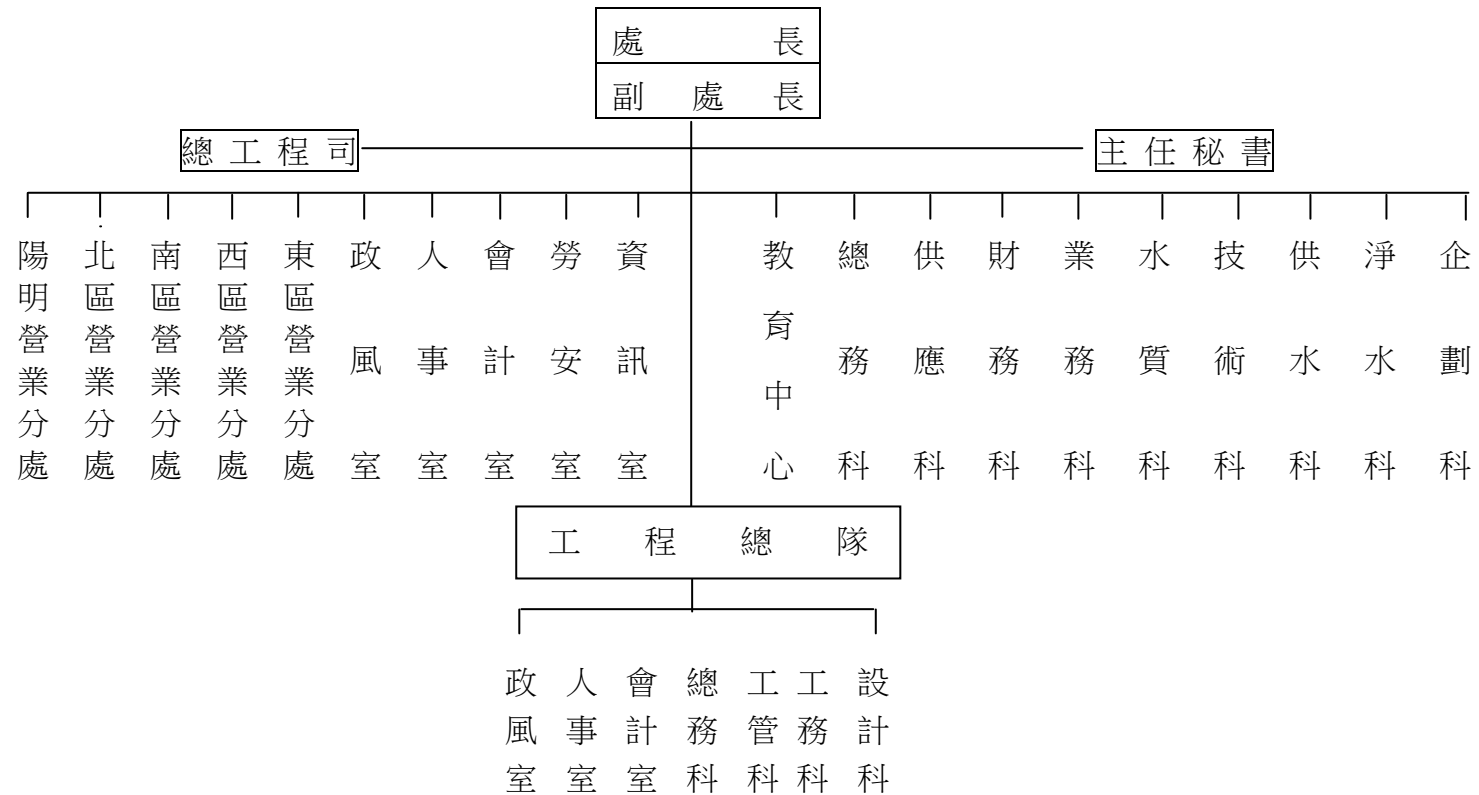 處長
副處長
總工程司
主任秘書
陽明營業分處
北區營業分處
南區營業分處
西區營業分處
東區營業分處
政風室
人事室
會計室
勞安室
資訊室
教育中心
總務科
供應科
財務科
業務科
水質科
技術科
供水科
淨水科
企劃科
工程總隊
政風室
人事室
會計室
總務科
工管科
工務科
設計科